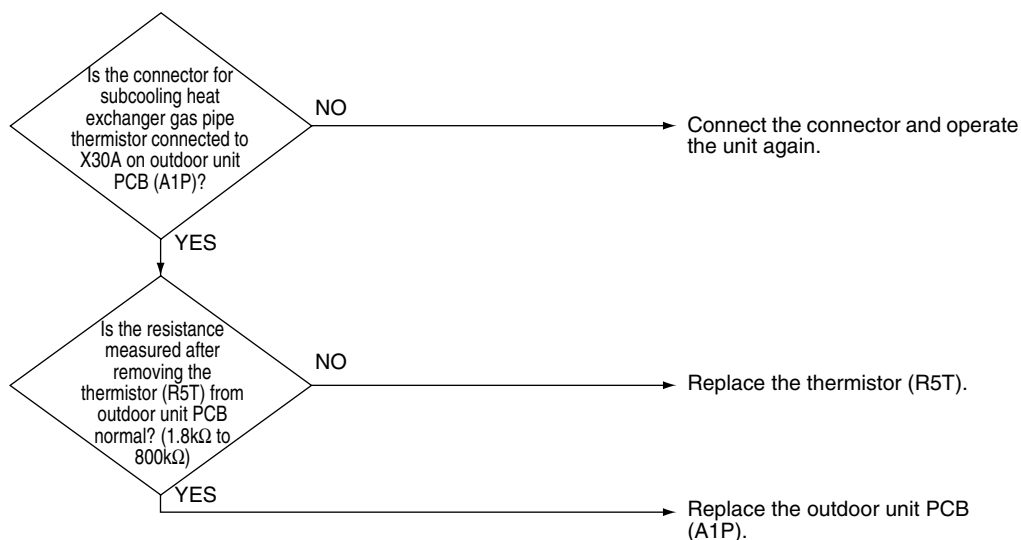 Is the connector for
subcooling heat
exchanger gas pipe
thermistor connected to
X30A on outdoor unit
PCB (A1P)?
NO
Connect the connector and operate
the unit again.
YES
Is the resistance
measured after
removing the
thermistor (R5T) from
outdoor unit PCB
normal? (1.8kΩ to
800kΩ)
NO
Replace the thermistor (R5T).
YES
Replace the outdoor unit PCB
(A1P).